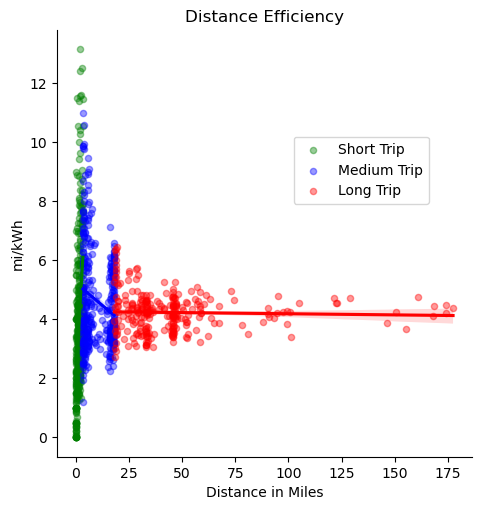 Distance Efficiency
mi/kWh
12
10
8
6
4
2
0
Short Trip
Medium Trip
Long Trip
0 25 50 75 100 125 150 175
Distance in Miles